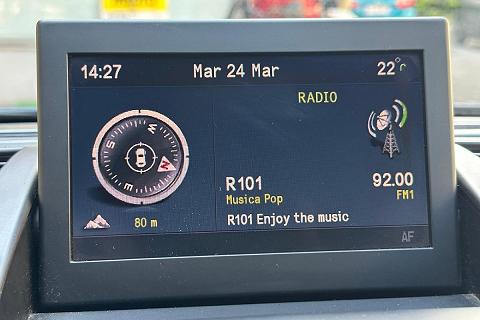 14:27 Mar 24 Mar 22°c
RADIO
W
S
N
E
R101 92.00
Musica Pop FM1
80 m R101 Enjoy the music
AF